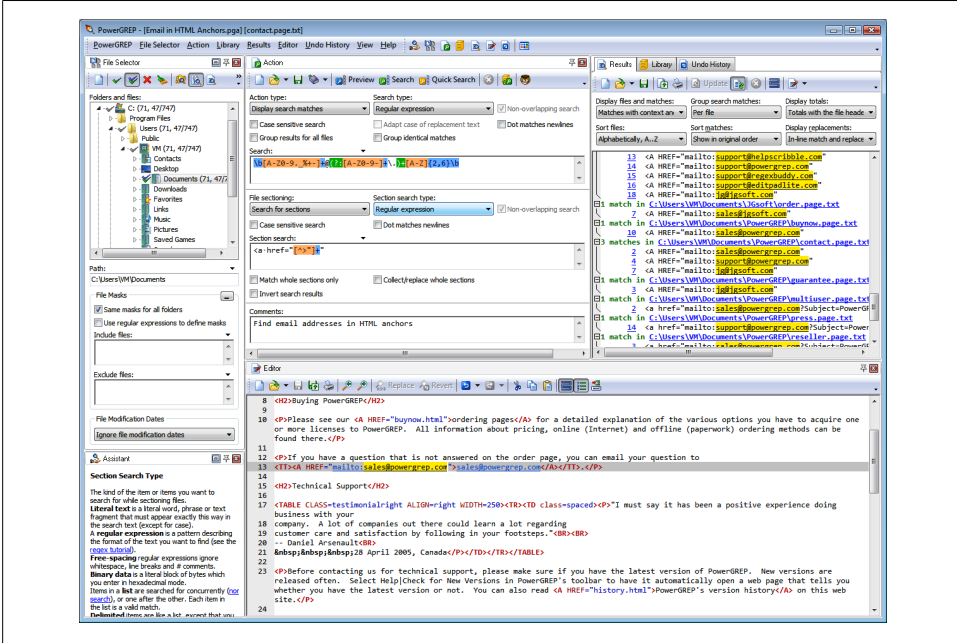 PowerGREP - [Email in HTML Anchors.pga] [contact.page.txt]
PowerGREP File Selector Action Library Results Editor Undo History View Help
File Selector
Folders and files:
C: (71, 47/747)
Program Files
Users (71, 47/747)
Public
VM (71, 47/747)
Contacts
Desktop
Documents (71, 47/7
Downloads
Favorites
Links
Music
Pictures
Saved Games
Path:
C:\Users\VM\Documents
File Masks
Same masks for all folders
Use regular expressions to define masks
Include files:
Exclude files:
File Modification Dates
Ignore file modification dates
Assistant
Section Search Type
The kind of the item or items you want to
search for while sectioning files.
Literal text is a literal word, phrase or text
fragment that must appear exactly this way in
the search text (except for case).
A regular expression is a pattern describing
the format of the text you want to find (see the
regex tutorial).
Free-spacing regular expressions ignore
whitespace, line breaks and # comments.
Binary data is a literal block of bytes which
you enter in hexadecimal mode.
Items in a list are searched for concurrently (nor
search), or one after the other. Each item in
the list is a valid match.
Delimited items are like a list, except that you
Action
Preview Search Quick Search
Action type: Search type:
Display search matches Regular expression Non-overlapping search
Case sensitive search Adapt case of replacement text Dot matches newlines
Group results for all files Group identical matches
Search:
\b[A-Z0-9._%+-]+@(?:[A-Z0-9-]+\.)+[A-Z]{2,6}\b
File sectioning: Section search type:
Search for sections Regular expression Non-overlapping search
Case sensitive search Dot matches newlines
Section search:
<a·href="[^>"]+"
Match whole sections only Collect/replace whole sections
Invert search results
Comments:
Find email addresses in HTML anchors
Results Library Undo History
Update
Display files and matches: Group search matches: Display totals:
Matches with context an Per file Totals with the file heade
Sort files: Sort matches: Display replacements:
Alphabetically, A..Z Show in original order In-line match and replace
13 <A HREF="mailto:support@helpscribble.com"
14 <A HREF="mailto:support@powergrep.com"
15 <A HREF="mailto:support@regexbuddy.com"
16 <A HREF="mailto:support@editpadlite.com"
18 <A HREF="mailto:jg@jgsoft.com"
1 match in C:\Users\VM\Documents\JGsoft\order.page.txt
7 <A HREF="mailto:sales@jgsoft.com"
1 match in C:\Users\VM\Documents\PowerGREP\buynow.page.txt
10 <A HREF="mailto:sales@powergrep.com"
3 matches in C:\Users\VM\Documents\PowerGREP\contact.page.txt
2 <A HREF="mailto:sales@powergrep.com"
4 <A HREF="mailto:support@powergrep.com"
7 <A HREF="mailto:jg@jgsoft.com"
1 match in C:\Users\VM\Documents\PowerGREP\guarantee.page.txt
3 <A HREF="mailto:jg@jgsoft.com"
1 match in C:\Users\VM\Documents\PowerGREP\multiuser.page.txt
2 <a href="mailto:sales@powergrep.com?Subject=PowerGF
1 match in C:\Users\VM\Documents\PowerGREP\press.page.txt
14 <a href="mailto:support@powergrep.com?Subject=Power
1 match in C:\Users\VM\Documents\PowerGREP\reseller.page.txt
Editor
Replace Revert
8 <H2>Buying PowerGREP</H2>
9
10 <P>Please see our <A HREF="buynow.html">ordering pages</A> for a detailed explanation of the various options you have to acquire one
or more licenses to PowerGREP. All information about pricing, online (Internet) and offline (paperwork) ordering methods can be
found there.</P>
11
12 <P>If you have a question that is not answered on the order page, you can email your question to
13 <TT><A HREF="mailto:sales@powergrep.com">sales@powergrep.com</A></TT>.</P>
14
15 <H2>Technical Support</H2>
16
17 <TABLE CLASS=testimonialright ALIGN=right WIDTH=250><TR><TD class=spaced><P>"I must say it has been a positive experience doing
business with your
18 company. A lot of companies out there could learn a lot regarding
19 customer care and satisfaction by following in your footsteps."<BR><BR>
20 -- Daniel Arsenault<BR>
21 &nbsp;&nbsp;&nbsp;28 April 2005, Canada</P></TD></TR></TABLE>
22
23 <P>Before contacting us for technical support, please make sure if you have the latest version of PowerGREP. New versions are
released often. Select Help|Check for New Versions in PowerGREP's toolbar to have it automatically open a web page that tells you
whether you have the latest version or not. You can also read <A HREF="history.html">PowerGREP's version history</A> on this web
site.</P>
24